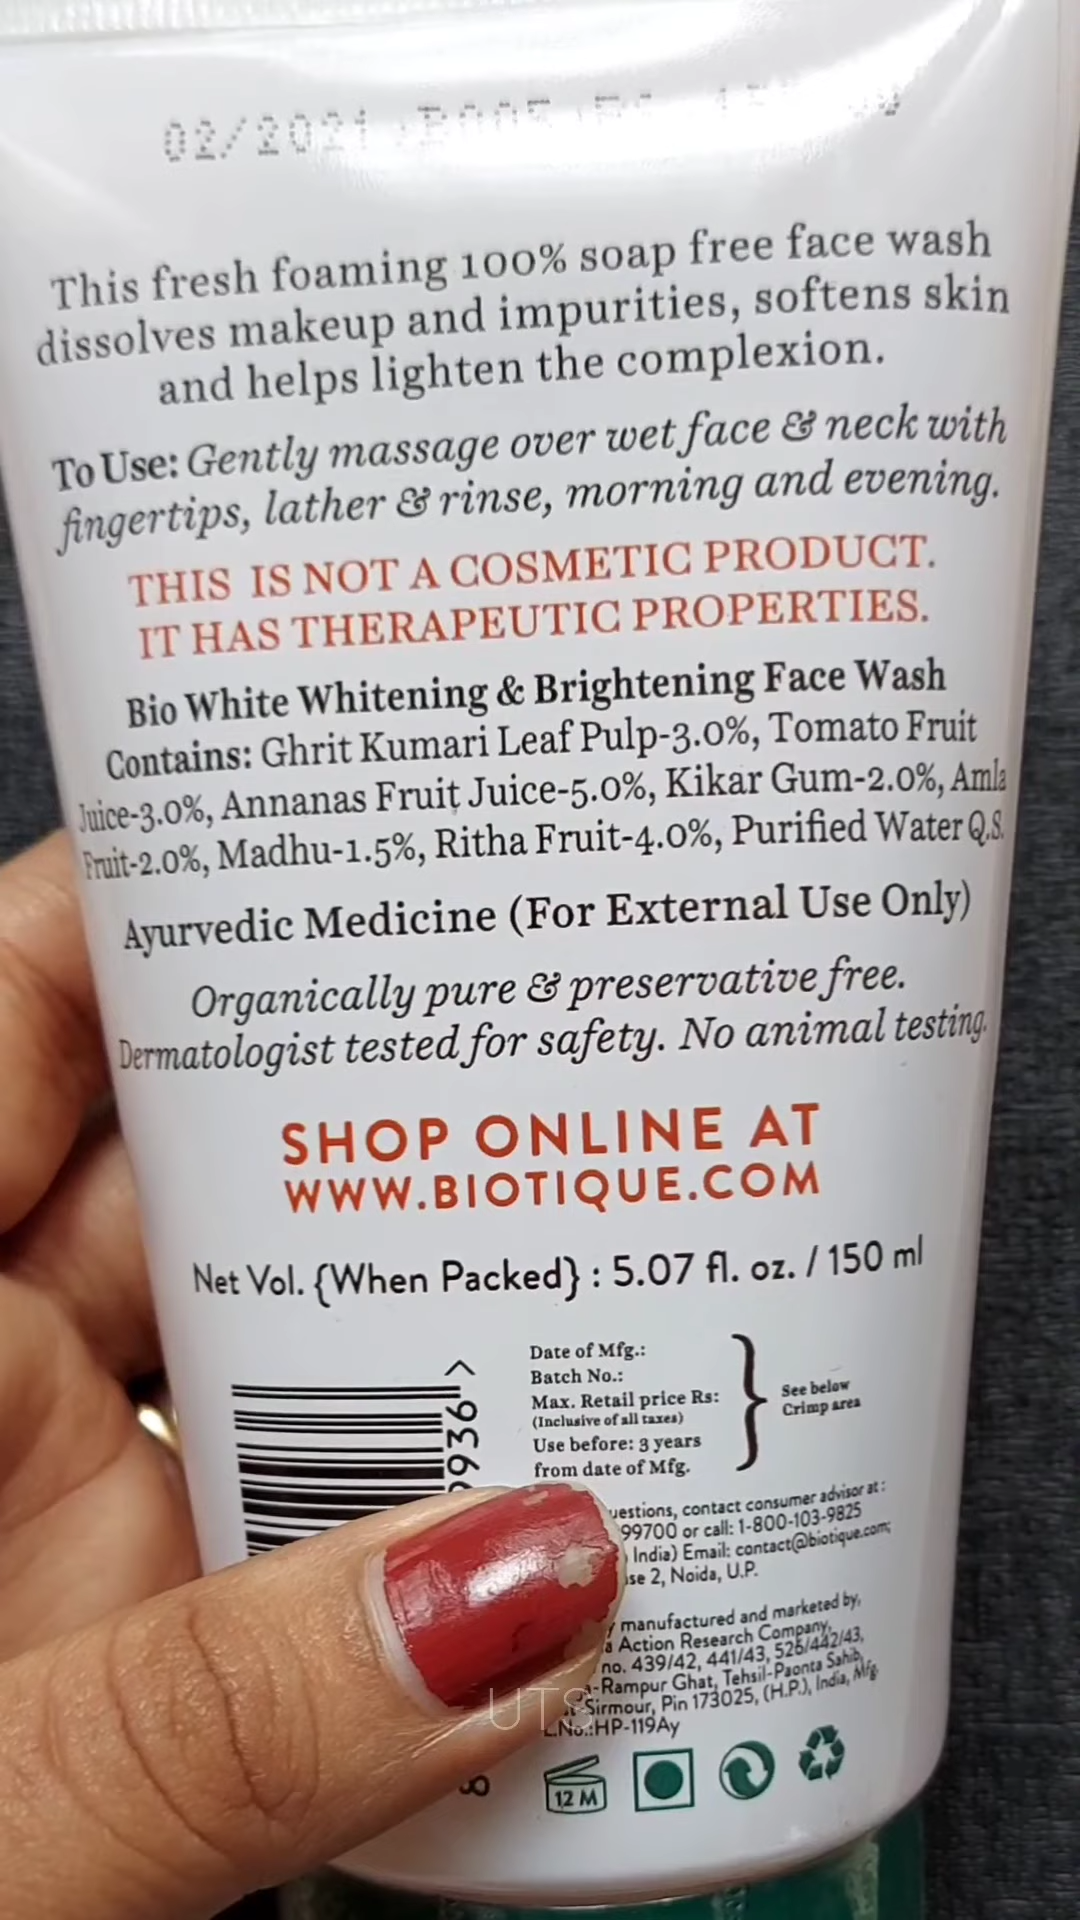 02/2021
This fresh foaming 100% soap free face wash
dissolves makeup and impurities, softens skin
and helps lighten the complexion.
To Use: Gently massage over wet face & neck with
fingertips, lather & rinse, morning and evening.
THIS IS NOT A COSMETIC PRODUCT.
IT HAS THERAPEUTIC PROPERTIES.
Bio White Whitening & Brightening Face Wash
Contains: Ghrit Kumari Leaf Pulp-3.0%, Tomato Fruit
Juice-3.0%, Annanas Fruit Juice-5.0%, Kikar Gum-2.0%, Amla
Fruit-2.0%, Madhu-1.5%, Ritha Fruit-4.0%, Purified Water Q.S.
Ayurvedic Medicine (For External Use Only)
Organically pure & preservative free.
Dermatologist tested for safety. No animal testing.
SHOP ONLINE AT
WWW.BIOTIQUE.COM
Net Vol. {When Packed} : 5.07 fl. oz. / 150 ml
Date of Mfg.:
Batch No.:
Max. Retail price Rs:
(Inclusive of all taxes)
Use before: 3 years
from date of Mfg.
See below
Crimp area
9936 >
contact consumer advisor at:
99700 or call: 1-800-103-9825
India) Email: contact@biotique.com;
2, Noida, U.P.
manufactured and marketed by,
Action Research Company,
no. 439/42, 441/43, 526/442/43,
-Rampur Ghat, Tehsil-Paonta Sahib,
Sirmour, Pin 173025, (H.P.), India, Mfg.
L.No.:HP-119Ay
UTS
8
12 M